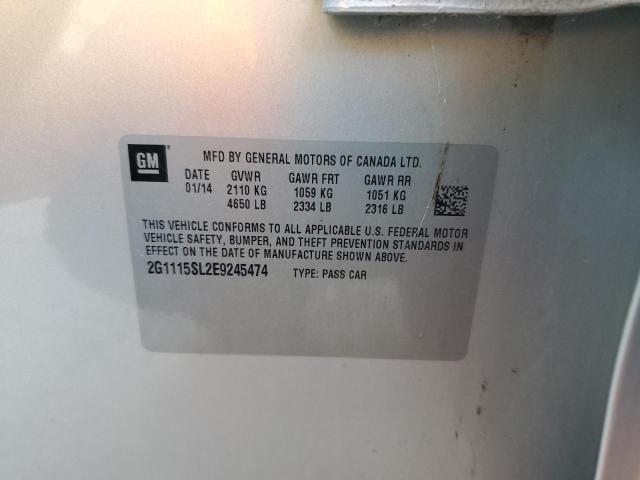 GM
MFD BY GENERAL MOTORS OF CANADA LTD.
DATE GVWR GAWR FRT GAWR RR
01/14 2110 KG 1059 KG 1051 KG
4650 LB 2334 LB 2316 LB
THIS VEHICLE CONFORMS TO ALL APPLICABLE U.S. FEDERAL MOTOR
VEHICLE SAFETY, BUMPER, AND THEFT PREVENTION STANDARDS IN
EFFECT ON THE DATE OF MANUFACTURE SHOWN ABOVE.
2G1115SL2E9245474 TYPE: PASS CAR